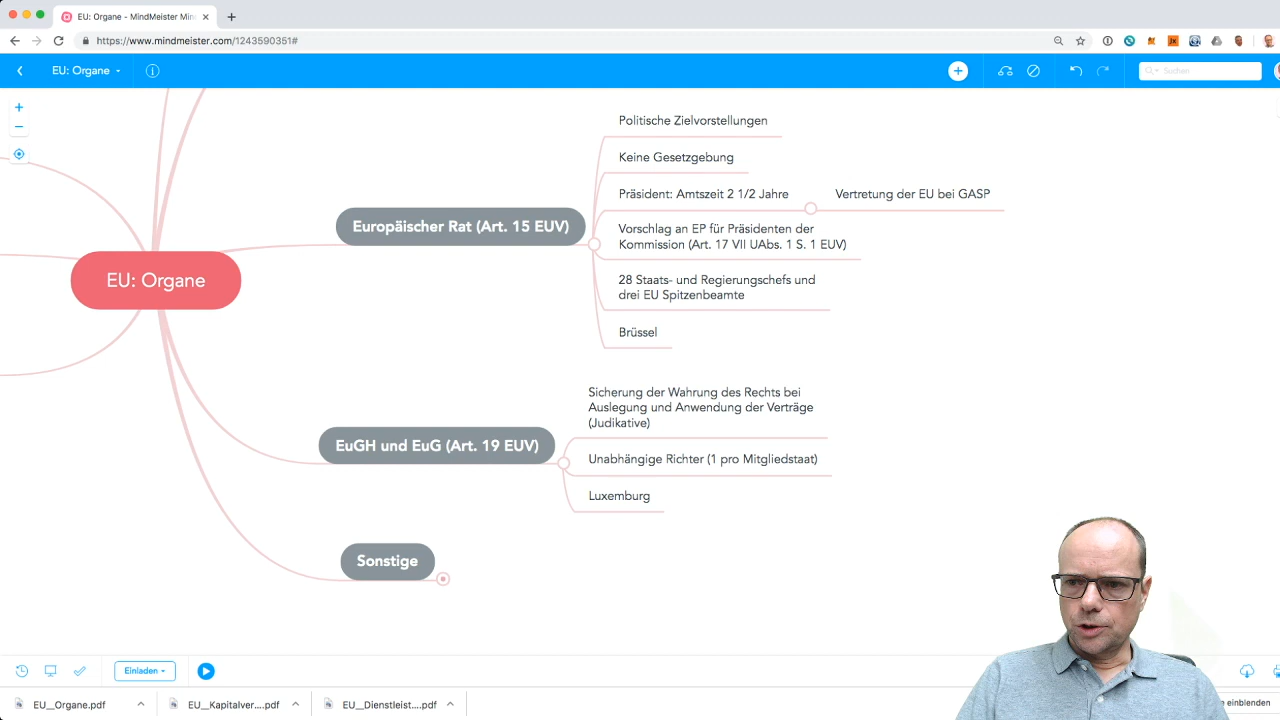 EU: Organe - MindMeister Min
https://www.mindmeister.com/1243590351#
EU: Organe
Suchen
Politische Zielvorstellungen
Keine Gesetzgebung
Präsident: Amtszeit 2 1/2 Jahre
Vertretung der EU bei GASP
Europäischer Rat (Art. 15 EUV)
Vorschlag an EP für Präsidenten der
Kommission (Art. 17 VII UAbs. 1 S. 1 EUV)
EU: Organe
28 Staats- und Regierungschefs und
drei EU Spitzenbeamte
Brüssel
Sicherung der Wahrung des Rechts bei
Auslegung und Anwendung der Verträge
(Judikative)
EuGH und EuG (Art. 19 EUV)
Unabhängige Richter (1 pro Mitgliedstaat)
Luxemburg
Sonstige
Einladen
EU__Organe.pdf
EU__Kapitalver....pdf
EU__Dienstleist....pdf
e einblenden